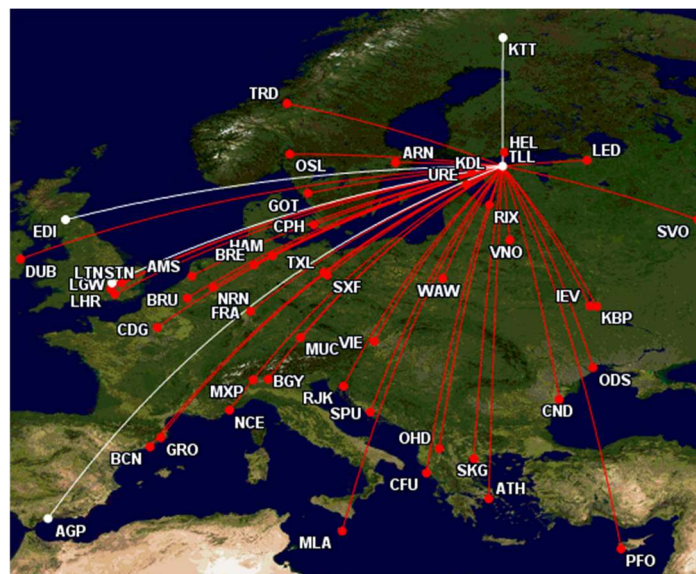 KTT
TRD
HEL
OSL
ARN
KDL
TLL
LED
URE
GOT
RIX
CPH
EDI
SVO
HAM
VNO
DUB
LTN
STN
AMS
BRE
TXL
LGW
SXF
WAW
IEV
LHR
BRU
NRN
KBP
FRA
CDG
VIE
MUC
ODS
MXP
BGY
RJK
CND
SPU
NCE
OHD
GRO
BCN
SKG
CFU
ATH
AGP
MLA
PFO